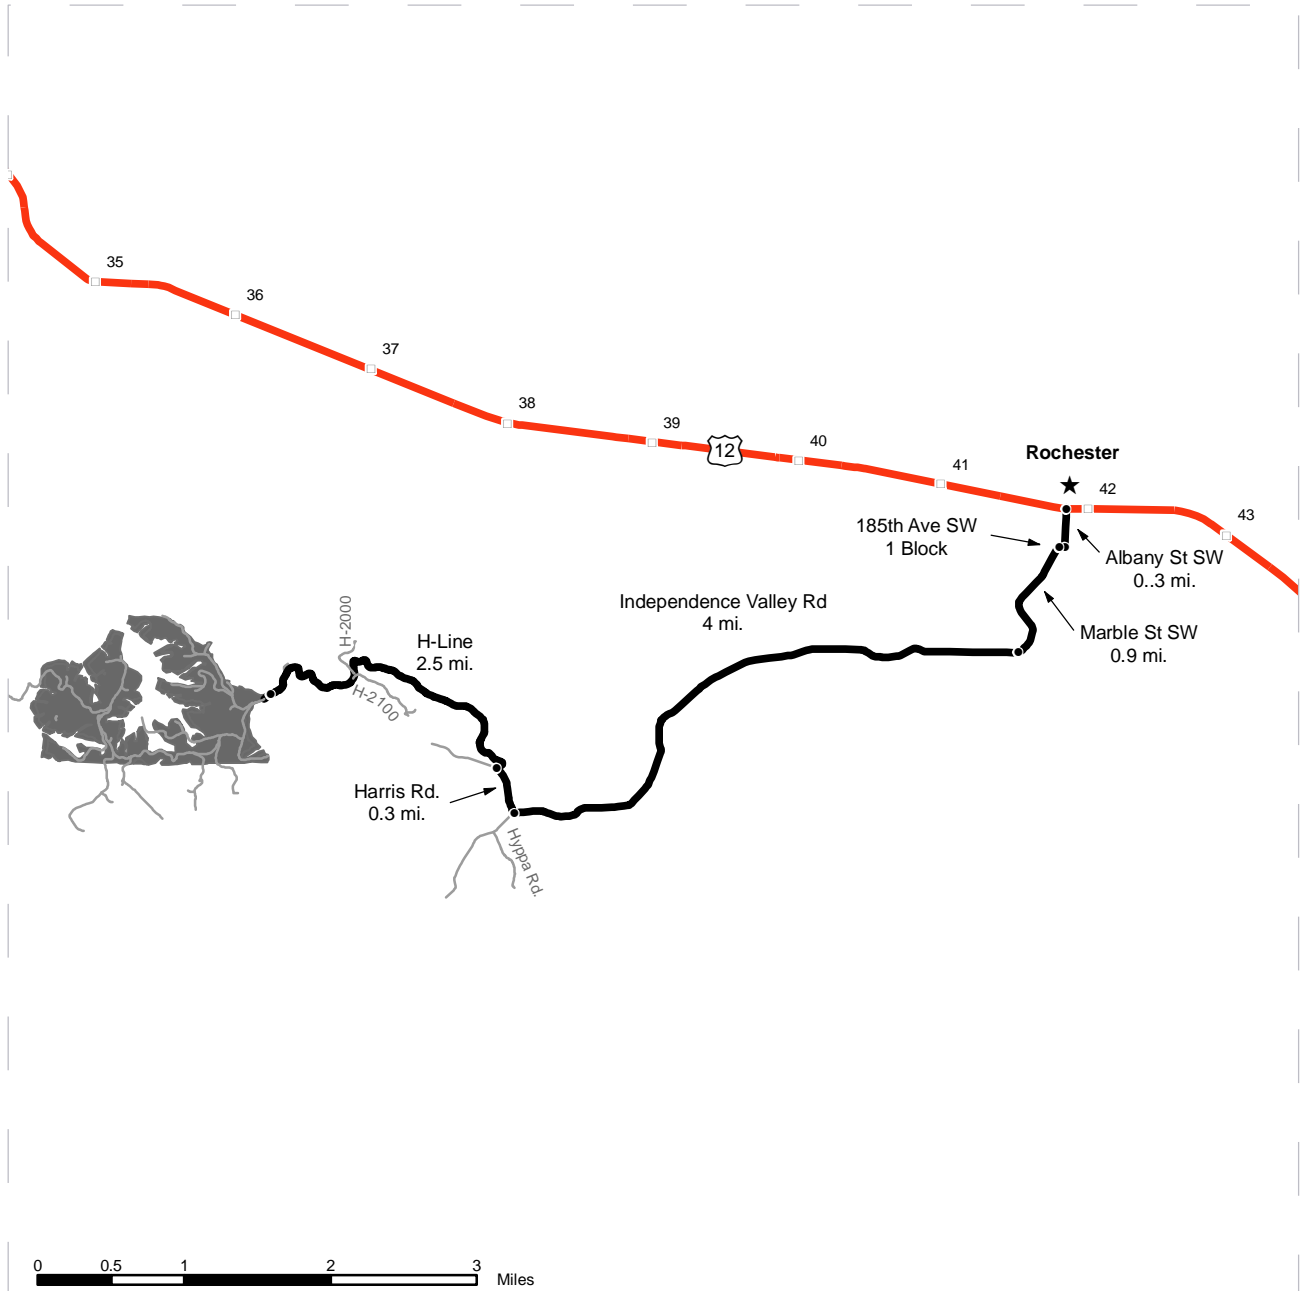 35
36
37
38
39
12
40
41
Rochester
42
43
185th Ave SW
1 Block
Albany St SW
0..3 mi.
Marble St SW
0.9 mi.
Independence Valley Rd
4 mi.
H-2000
H-Line
2.5 mi.
H-2100
Harris Rd.
0.3 mi.
Hyppa Rd.
0 0.5 1 2 3
Miles